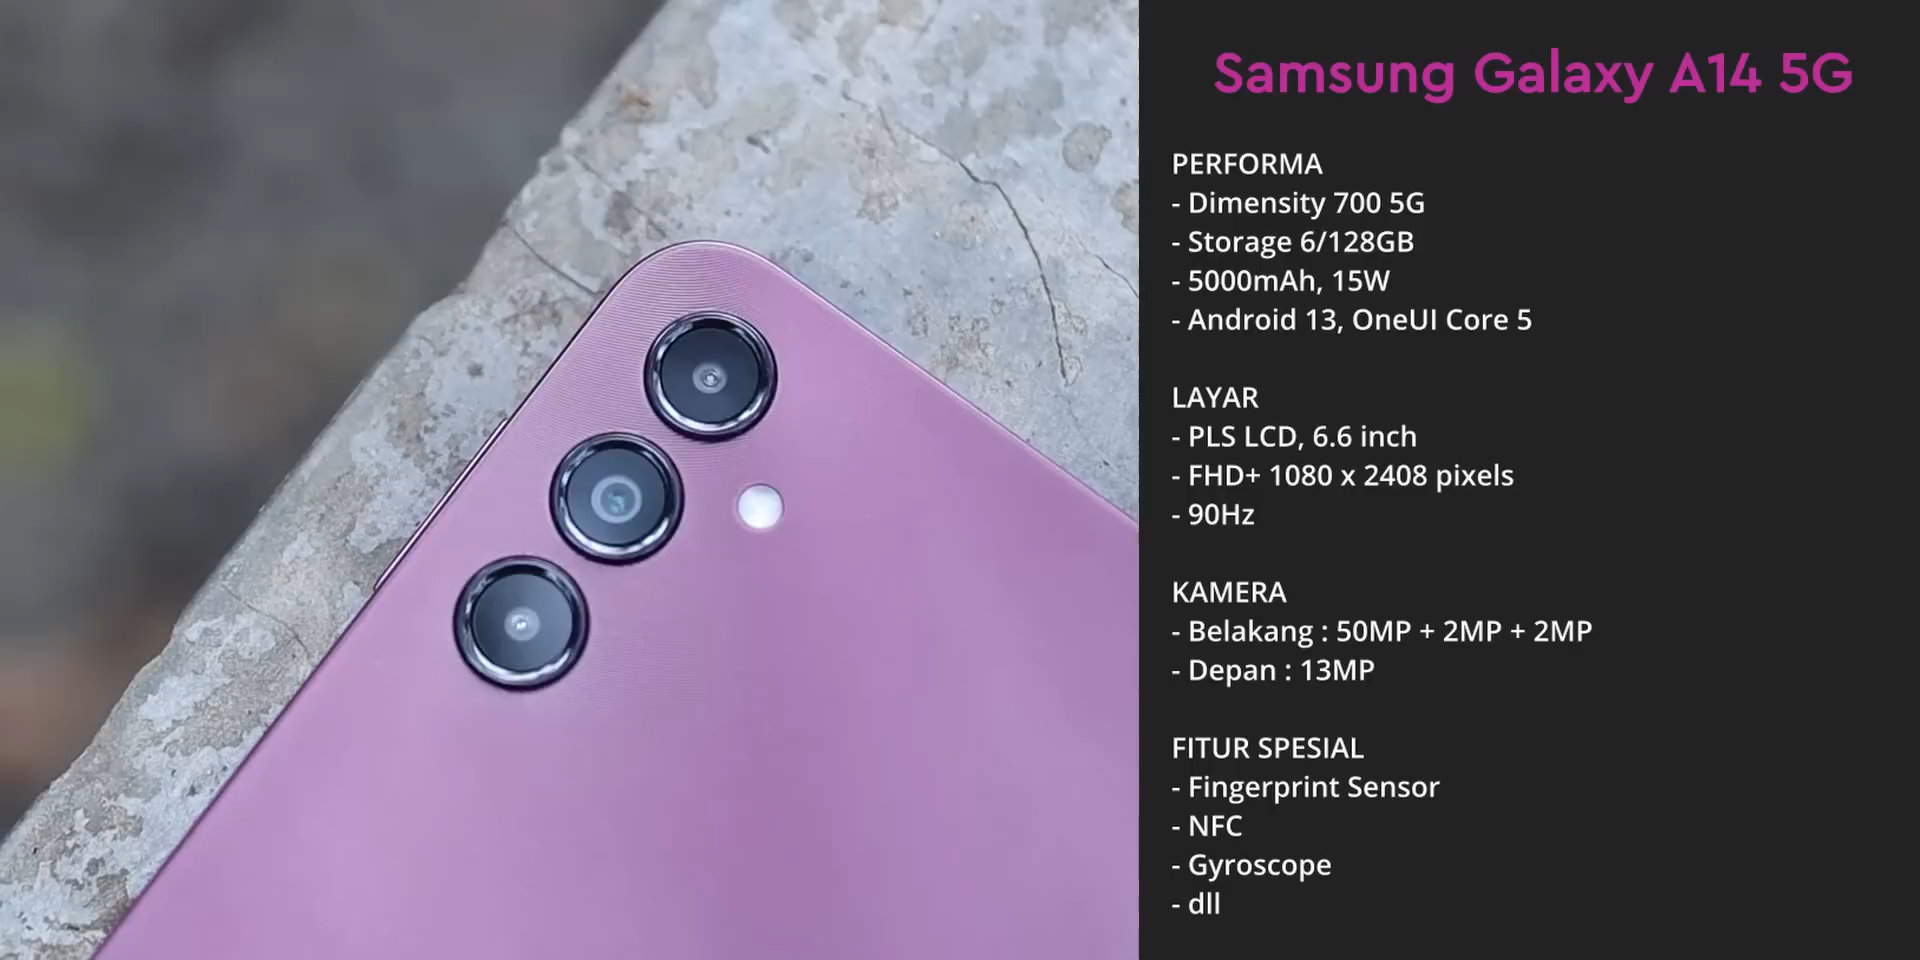 Samsung Galaxy A14 5G
PERFORMA
- Dimensity 700 5G
- Storage 6/128GB
- 5000mAh, 15W
- Android 13, OneUI Core 5
LAYAR
- PLS LCD, 6.6 inch
- FHD+ 1080 x 2408 pixels
- 90Hz
KAMERA
- Belakang : 50MP + 2MP + 2MP
- Depan : 13MP
FITUR SPESIAL
- Fingerprint Sensor
- NFC
- Gyroscope
- dll